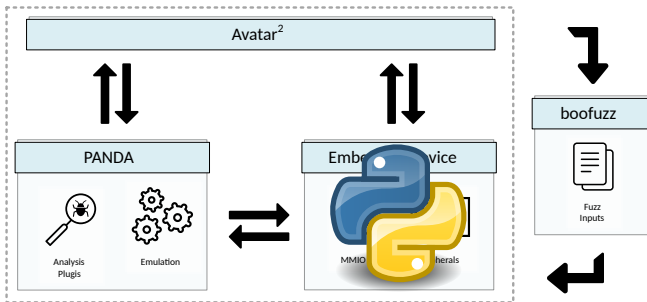 Avatar²
PANDA
Analysis
Plugis
Emulation
MMIO
boofuzz
Fuzz
Inputs